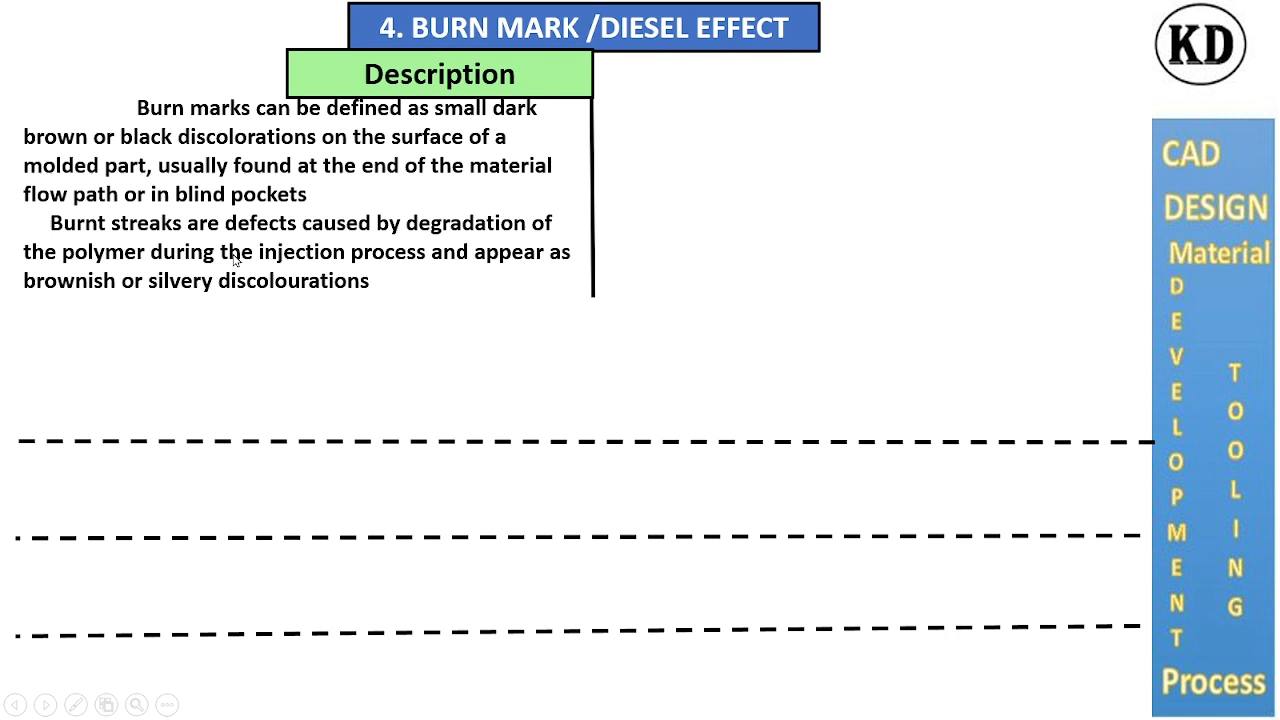 4. BURN MARK /DIESEL EFFECT
Description
Burn marks can be defined as small dark
brown or black discolorations on the surface of a
molded part, usually found at the end of the material
flow path or in blind pockets
Burnt streaks are defects caused by degradation of
the polymer during the injection process and appear as
brownish or silvery discolourations
KD
CAD
DESIGN
Material
DEVELOPMENT
TOOLING
Process